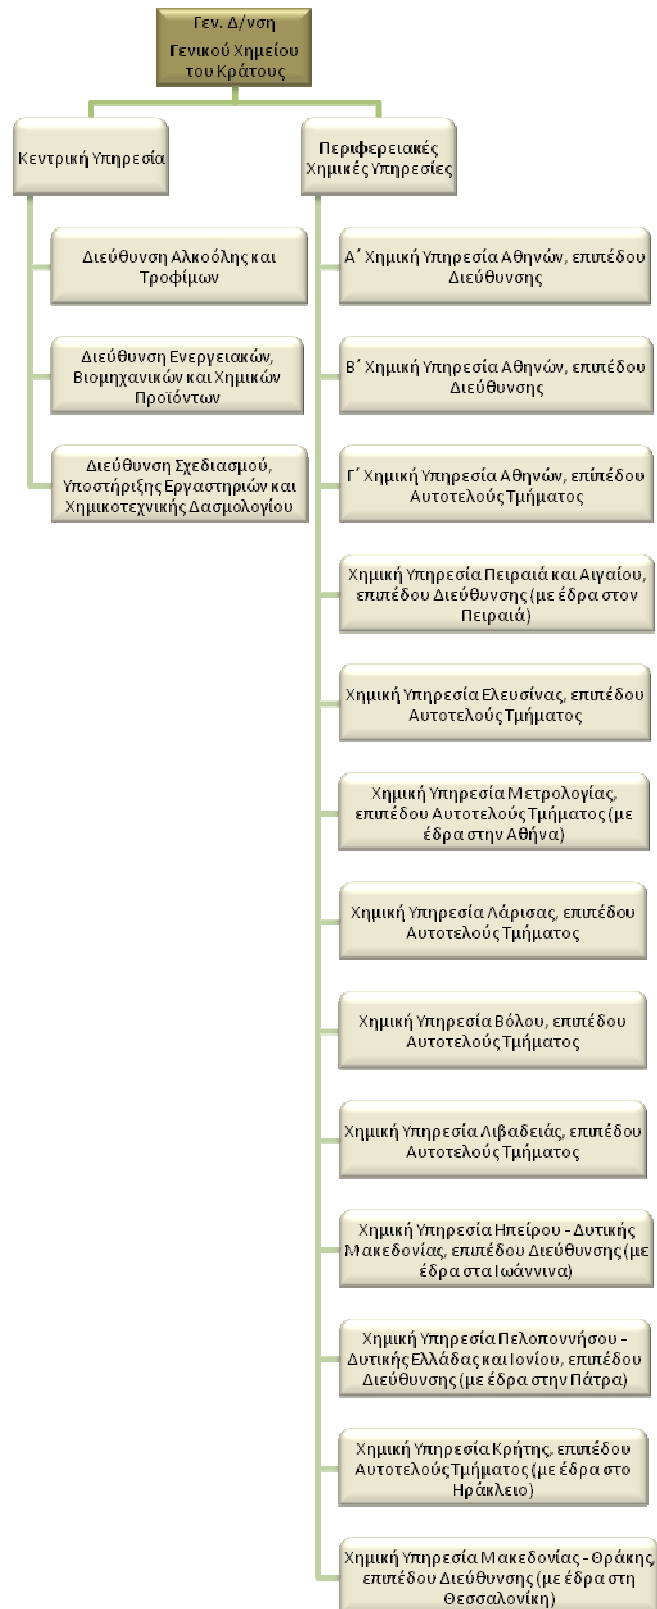 Γεν. Δ/νση
Γενικού Χημείου
του Κράτους
Κεντρική Υπηρεσία
Διεύθυνση Αλκοόλης και
Τροφίμων
Διεύθυνση Ενεργειακών,
Βιομηχανικών και Χημικών
Προϊόντων
Διεύθυνση Σχεδιασμού,
Υποστήριξης Εργαστηριών και
Χημικοτεχνικής Δασμολογίου
Περιφερειακές
Χημικές Υπηρεσίες
Α΄ Χημική Υπηρεσία Αθηνών, επιπέδου
Διεύθυνσης
Β΄ Χημική Υπηρεσία Αθηνών, επιπέδου
Διεύθυνσης
Γ΄ Χημική Υπηρεσία Αθηνών, επίπέδου
Αυτοτελούς Τμήματος
Χημική Υπηρεσία Πειραιά και Αιγαίου,
επιπέδου Διεύθυνσης (με έδρα στον
Πειραιά)
Χημική Υπηρεσία Ελευσίνας, επιπέδου
Αυτοτελούς Τμήματος
Χημική Υπηρεσία Μετρολογίας,
επιπέδου Αυτοτελούς Τμήματος (με
έδρα στην Αθήνα)
Χημική Υπηρεσία Λάρισας, επιπέδου
Αυτοτελούς Τμήματος
Χημική Υπηρεσία Βόλου, επιπέδου
Αυτοτελούς Τμήματος
Χημική Υπηρεσία Λιβαδειάς, επιπέδου
Αυτοτελούς Τμήματος
Χημική Υπηρεσία Ηπείρου - Δυτικής
Μακεδονίας, επιπέδου Διεύθυνσης (με
έδρα στα Ιωάννινα)
Χημική Υπηρεσία Πελοποννήσου –
Δυτικής Ελλάδας και Ιονίου, επιπέδου
Διεύθυνσης (με έδρα στην Πάτρα)
Χημική Υπηρεσία Κρήτης, επιπέδου
Αυτοτελούς Τμήματος (με έδρα στο
Ηράκλειο)
Χημική Υπηρεσία Μακεδονίας - Θράκης,
επιπέδου Διεύθυνσης (με έδρα στη
Θεσσαλονίκη)